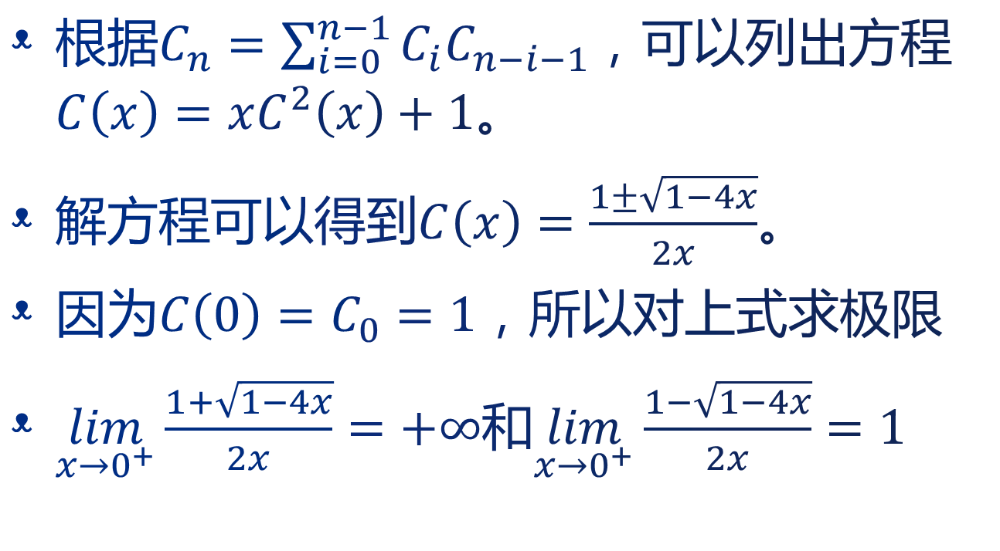 根据$C_n = \sum_{i=0}^{n-1} C_i C_{n-i-1}$，可以列出方程
$C(x) = xC^2(x) + 1$。
解方程可以得到$C(x) = \frac{1 \pm \sqrt{1-4x}}{2x}$。
因为$C(0) = C_0 = 1$，所以对上式求极限
$\lim_{x \to 0^+} \frac{1+\sqrt{1-4x}}{2x} = +\infty$和$\lim_{x \to 0^+} \frac{1-\sqrt{1-4x}}{2x} = 1$